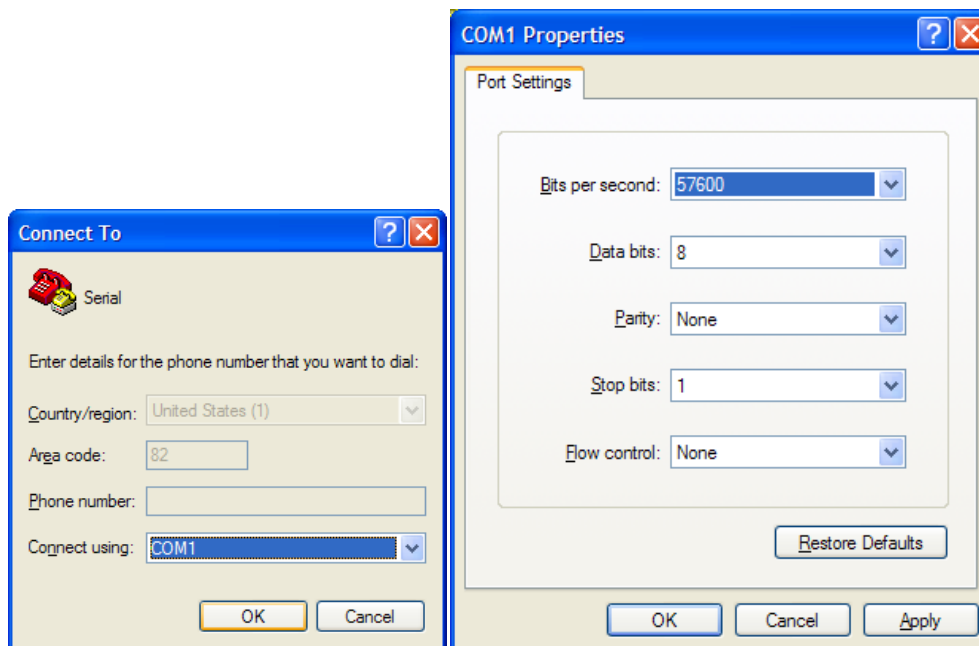 Connect To
Serial
Enter details for the phone number that you want to dial:
Country/region: United States (1)
Area code: 82
Phone number:
Connect using: COM1
OK Cancel
COM1 Properties
Port Settings
Bits per second: 57600
Data bits: 8
Parity: None
Stop bits: 1
Flow control: None
Restore Defaults
OK Cancel Apply